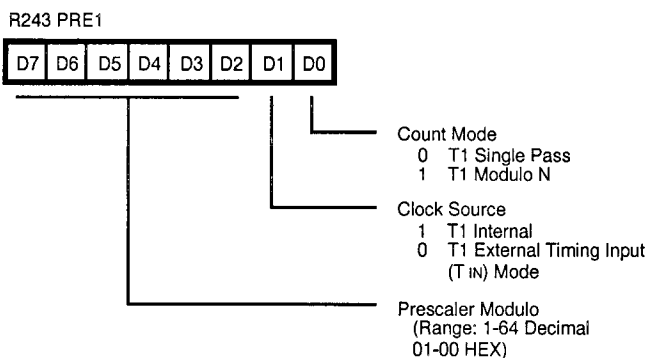 R243 PRE1
D7 D6 D5 D4 D3 D2 D1 D0
Count Mode
0 T1 Single Pass
1 T1 Modulo N
Clock Source
1 T1 Internal
0 T1 External Timing Input
(T IN) Mode
Prescaler Modulo
(Range: 1-64 Decimal
01-00 HEX)